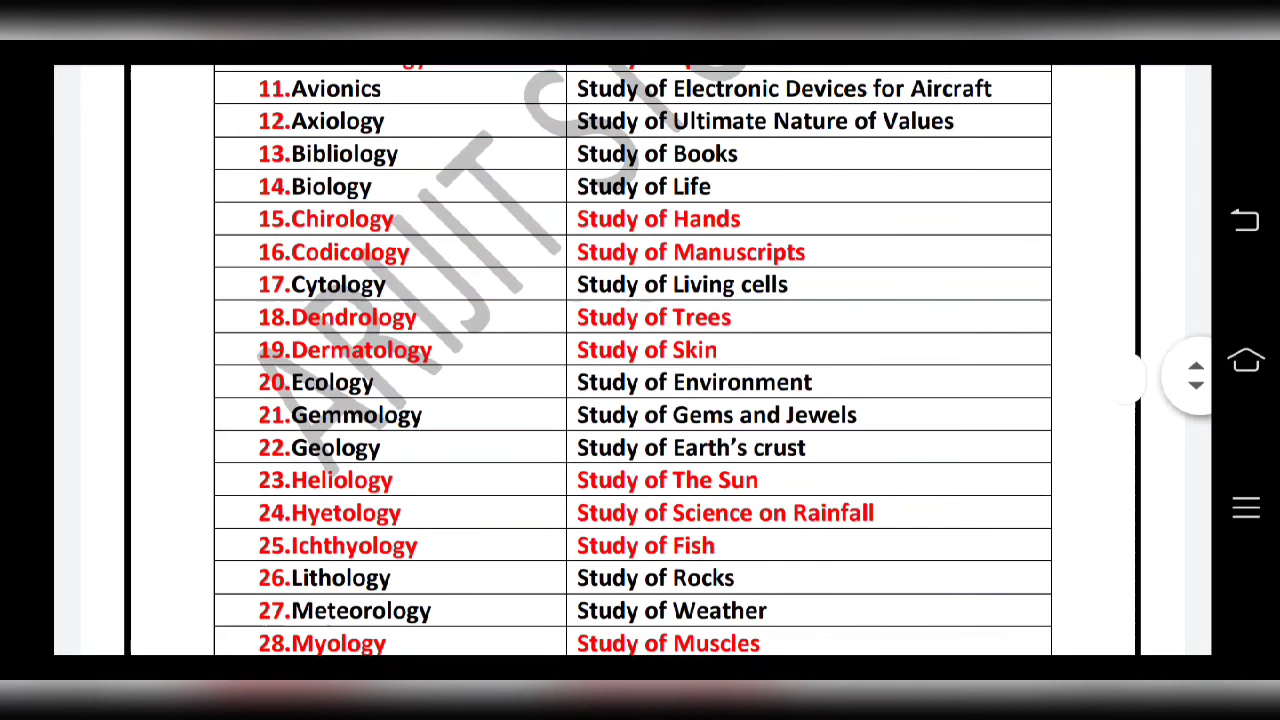 11.Avionics Study of Electronic Devices for Aircraft
12.Axiology Study of Ultimate Nature of Values
13.Bibliology Study of Books
14.Biology Study of Life
15.Chirology Study of Hands
16.Codicology Study of Manuscripts
17.Cytology Study of Living cells
18.Dendrology Study of Trees
19.Dermatology Study of Skin
20.Ecology Study of Environment
21.Gemmology Study of Gems and Jewels
22.Geology Study of Earth’s crust
23.Heliology Study of The Sun
24.Hyetology Study of Science on Rainfall
25.Ichthyology Study of Fish
26.Lithology Study of Rocks
27.Meteorology Study of Weather
28.Myology Study of Muscles
ARIJIT